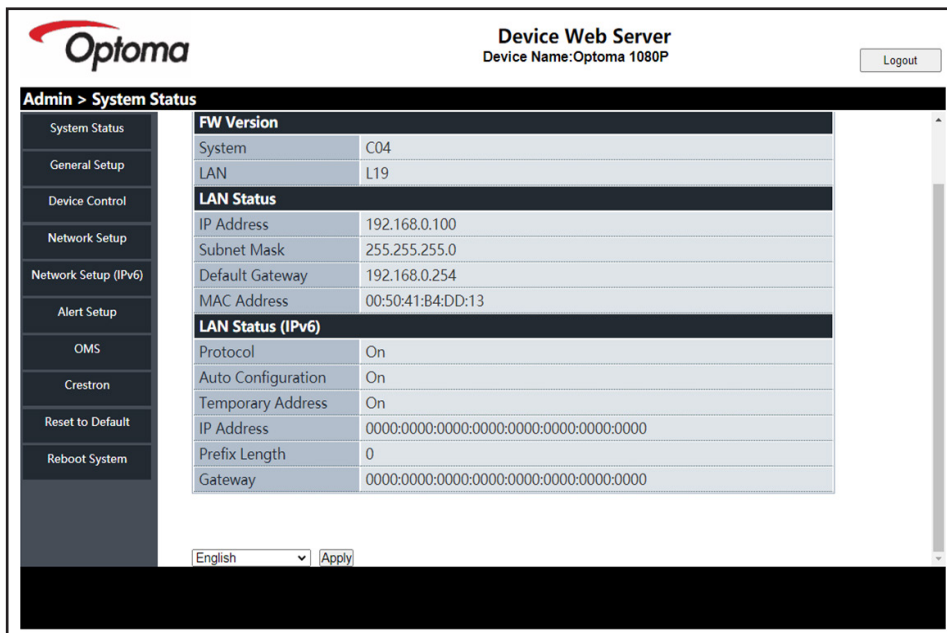 Optoma
Device Web Server
Device Name:Optoma 1080P
Logout
Admin > System Status
System Status
General Setup
Device Control
Network Setup
Network Setup (IPv6)
Alert Setup
OMS
Crestron
Reset to Default
Reboot System
FW Version
System C04
LAN L19
LAN Status
IP Address 192.168.0.100
Subnet Mask 255.255.255.0
Default Gateway 192.168.0.254
MAC Address 00:50:41:B4:DD:13
LAN Status (IPv6)
Protocol On
Auto Configuration On
Temporary Address On
IP Address 0000:0000:0000:0000:0000:0000:0000:0000
Prefix Length 0
Gateway 0000:0000:0000:0000:0000:0000:0000:0000
English Apply